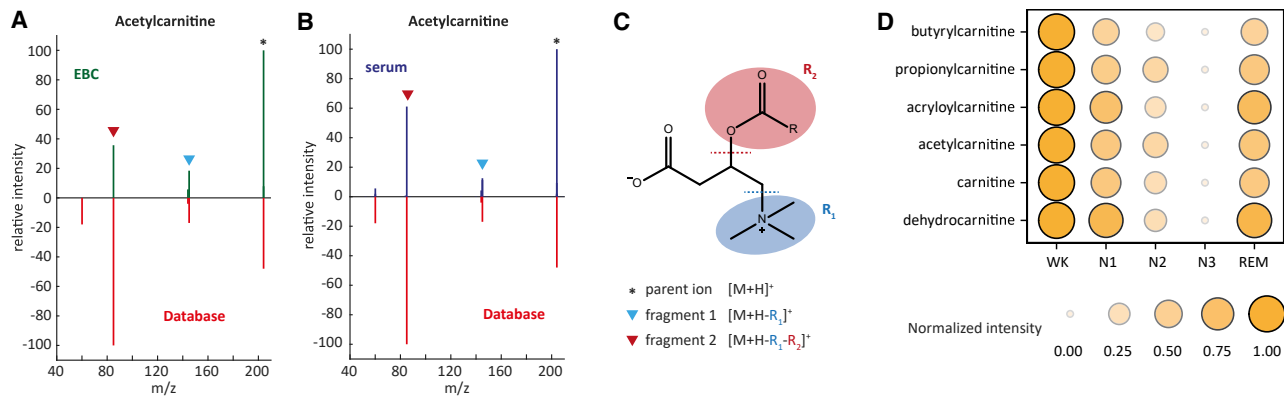 A
Acetylcarnitine
*
100
80
60
40
20
0
-20
-40
-60
-80
-100
relative intensity
EBC
Database
40
80
120
160
200
m/z
B
Acetylcarnitine
*
100
80
60
40
20
0
-20
-40
-60
-80
-100
relative intensity
serum
Database
40
80
120
160
200
m/z
C
R₂
O
O
R
O
⁻O
N
+
R₁
* parent ion [M+H]⁺
fragment 1 [M+H-R₁]⁺
fragment 2 [M+H-R₁-R₂]⁺
D
butyrylcarnitine
propionylcarnitine
acryloylcarnitine
acetylcarnitine
carnitine
dehydrocarnitine
WK N1 N2 N3 REM
Normalized intensity
0.00 0.25 0.50 0.75 1.00